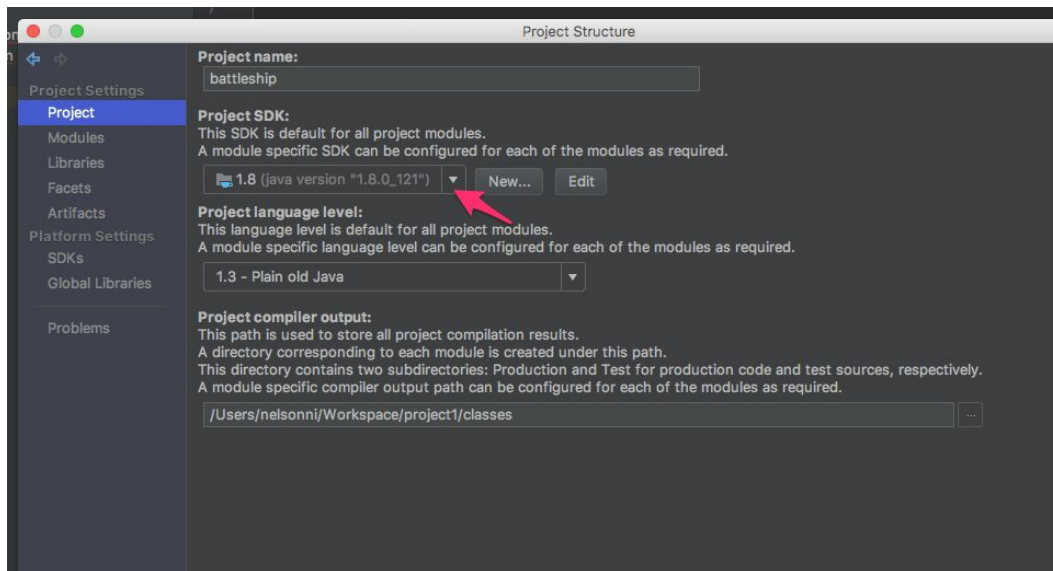 Project Structure
Project name:
battleship
Project Settings
Project
Modules
Libraries
Facets
Artifacts
Platform Settings
SDKs
Global Libraries
Problems
Project SDK:
This SDK is default for all project modules.
A module specific SDK can be configured for each of the modules as required.
1.8 (java version "1.8.0_121") New... Edit
Project language level:
This language level is default for all project modules.
A module specific language level can be configured for each of the modules as required.
1.3 - Plain old Java
Project compiler output:
This path is used to store all project compilation results.
A directory corresponding to each module is created under this path.
This directory contains two subdirectories: Production and Test for production code and test sources, respectively.
A module specific compiler output path can be configured for each of the modules as required.
/Users/nelsonni/Workspace/project1/classes ...